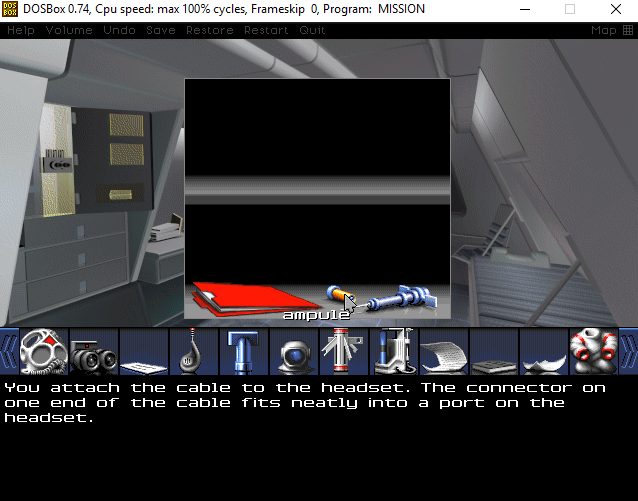 DOS BOX
DOSBox 0.74, Cpu speed: max 100% cycles, Frameskip 0, Program: MISSION
Help Volume Undo Save Restore Restart Quit Map
ampule
You attach the cable to the headset. The connector on
one end of the cable fits neatly into a port on the
headset.